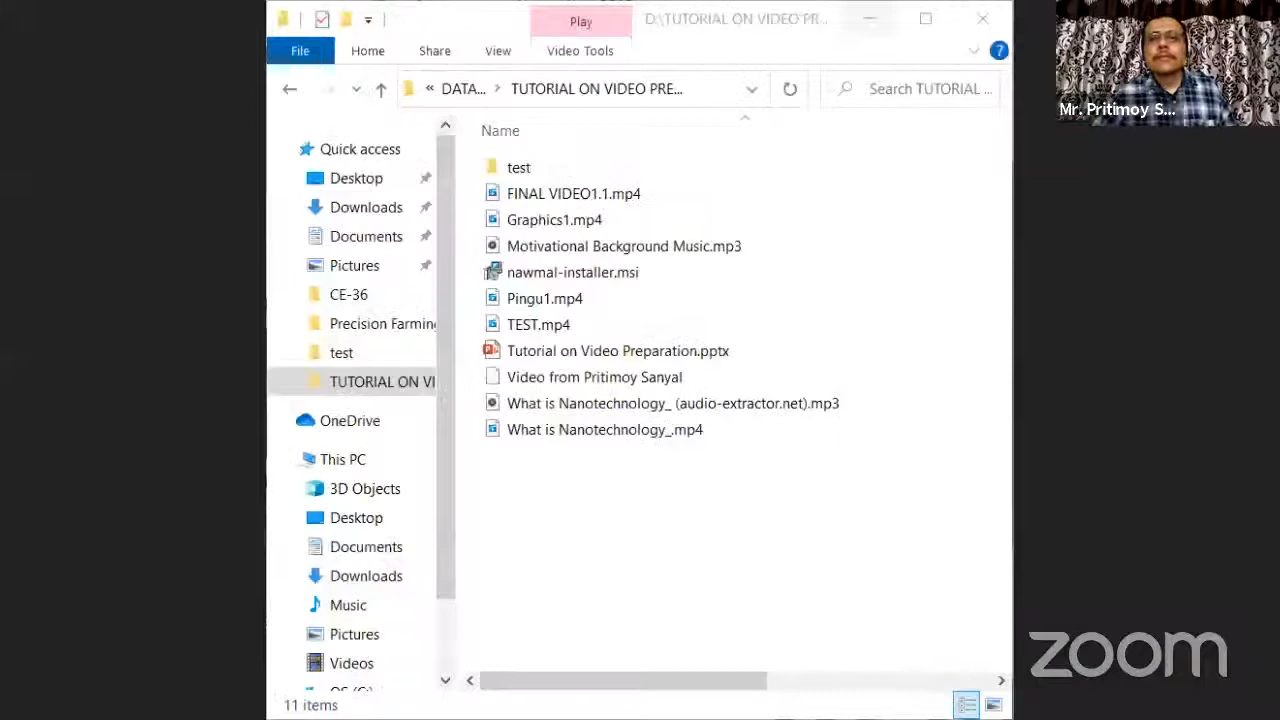 Play
D:\TUTORIAL ON VIDEO PR...
File
Home
Share
View
Video Tools
?
« DATA... > TUTORIAL ON VIDEO PRE...
Search TUTORIAL ...
Name
Quick access
Desktop
Downloads
Documents
Pictures
CE-36
Precision Farming
test
TUTORIAL ON VI
OneDrive
This PC
3D Objects
Desktop
Documents
Downloads
Music
Pictures
Videos
test
FINAL VIDEO1.1.mp4
Graphics1.mp4
Motivational Background Music.mp3
nawmal-installer.msi
Pingu1.mp4
TEST.mp4
Tutorial on Video Preparation.pptx
Video from Pritimoy Sanyal
What is Nanotechnology_ (audio-extractor.net).mp3
What is Nanotechnology_.mp4
11 items
Mr. Pritimoy S...
zoom